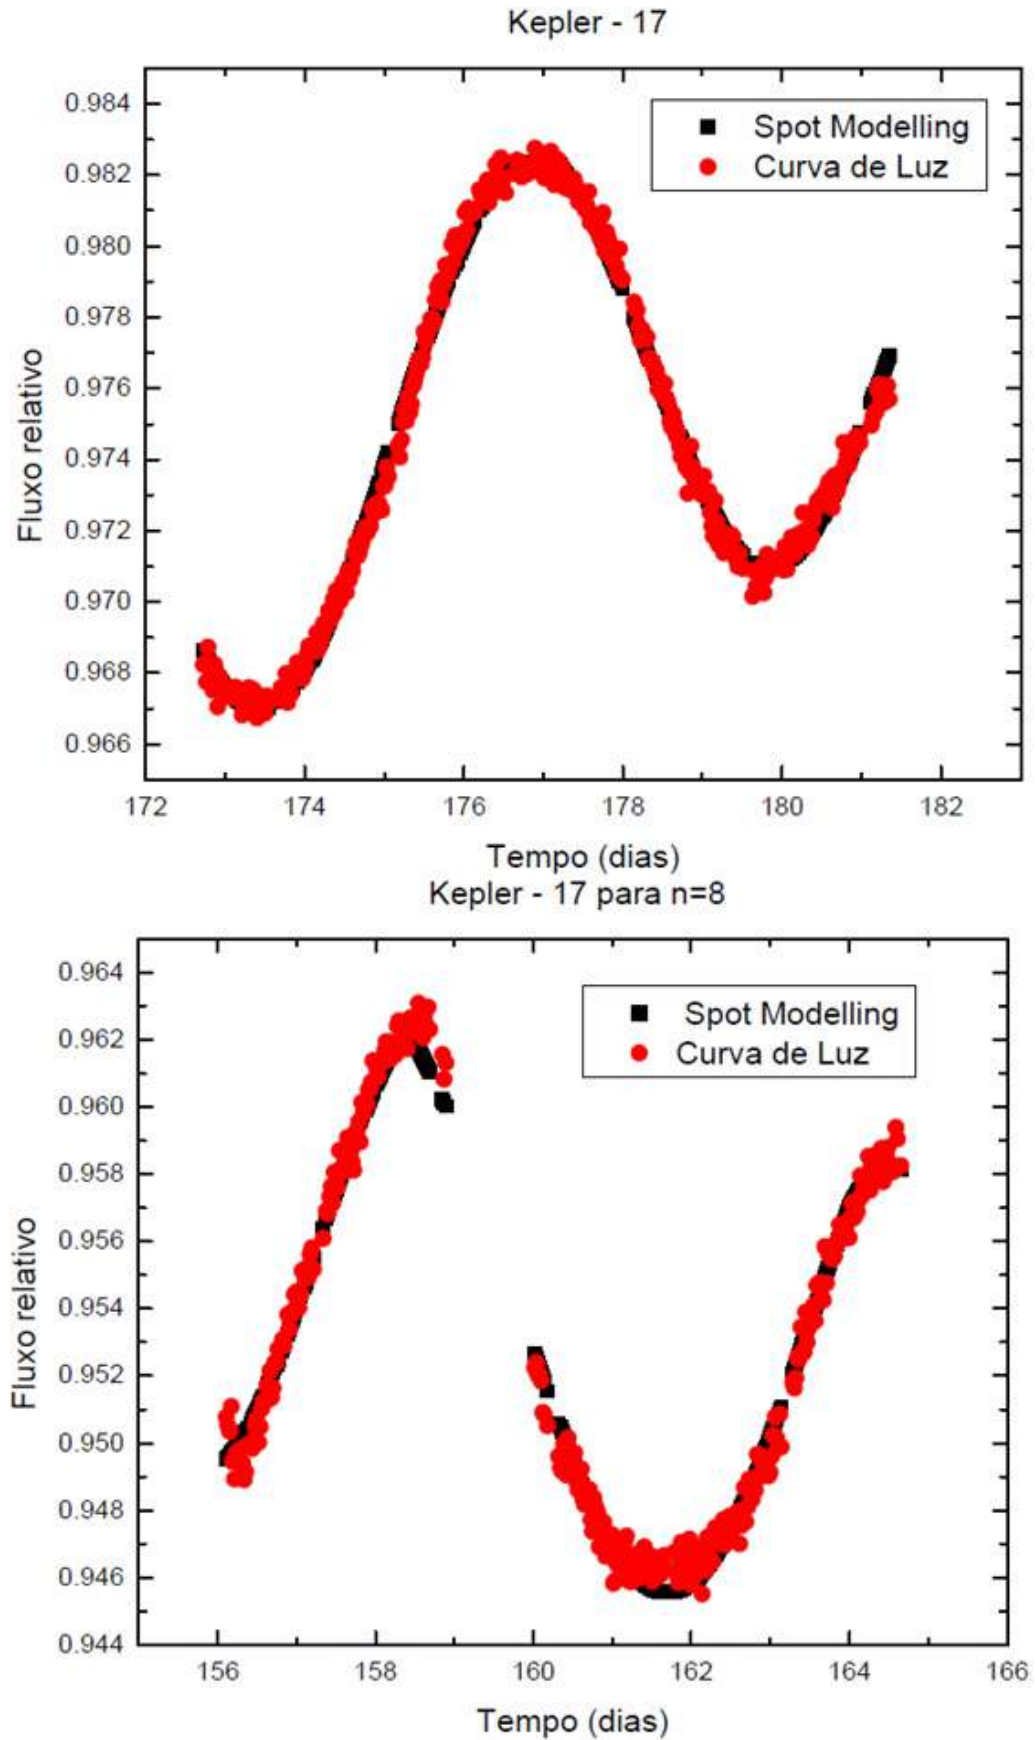 Kepler - 17
0.984
0.982
0.980
0.978
0.976
0.974
0.972
0.970
0.968
0.966
Fluxo relativo
Spot Modelling
Curva de Luz
172 174 176 178 180 182
Tempo (dias)
Kepler - 17 para n=8
0.964
0.962
0.960
0.958
0.956
0.954
0.952
0.950
0.948
0.946
0.944
Fluxo relativo
Spot Modelling
Curva de Luz
156 158 160 162 164 166
Tempo (dias)